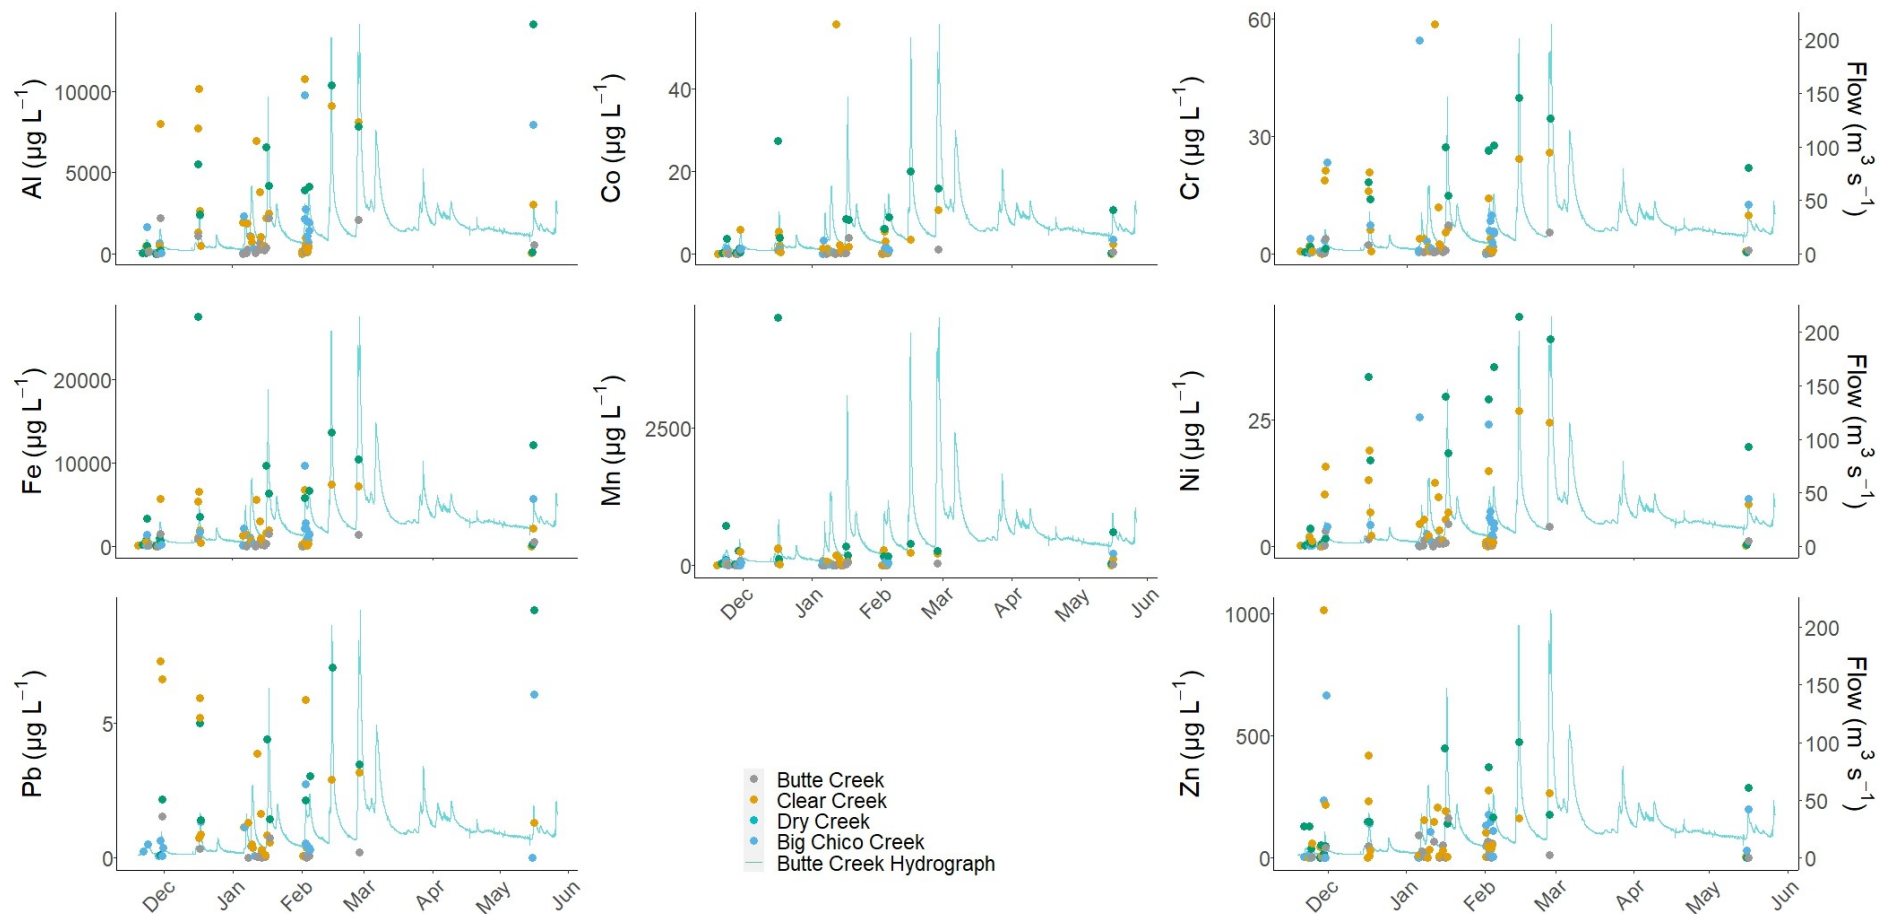 Al (µg L⁻¹)
10000
5000
0
Co (µg L⁻¹)
40
20
0
Cr (µg L⁻¹)
60
30
0
200
150
100
50
0
Flow (m³ s⁻¹)
Fe (µg L⁻¹)
20000
10000
0
Mn (µg L⁻¹)
2500
0
Dec Jan Feb Mar Apr May Jun
Ni (µg L⁻¹)
25
0
200
150
100
50
0
Flow (m³ s⁻¹)
Pb (µg L⁻¹)
5
0
Dec Jan Feb Mar Apr May Jun
Butte Creek
Clear Creek
Dry Creek
Big Chico Creek
Butte Creek Hydrograph
Zn (µg L⁻¹)
1000
500
0
200
150
100
50
0
Flow (m³ s⁻¹)
Dec Jan Feb Mar Apr May Jun